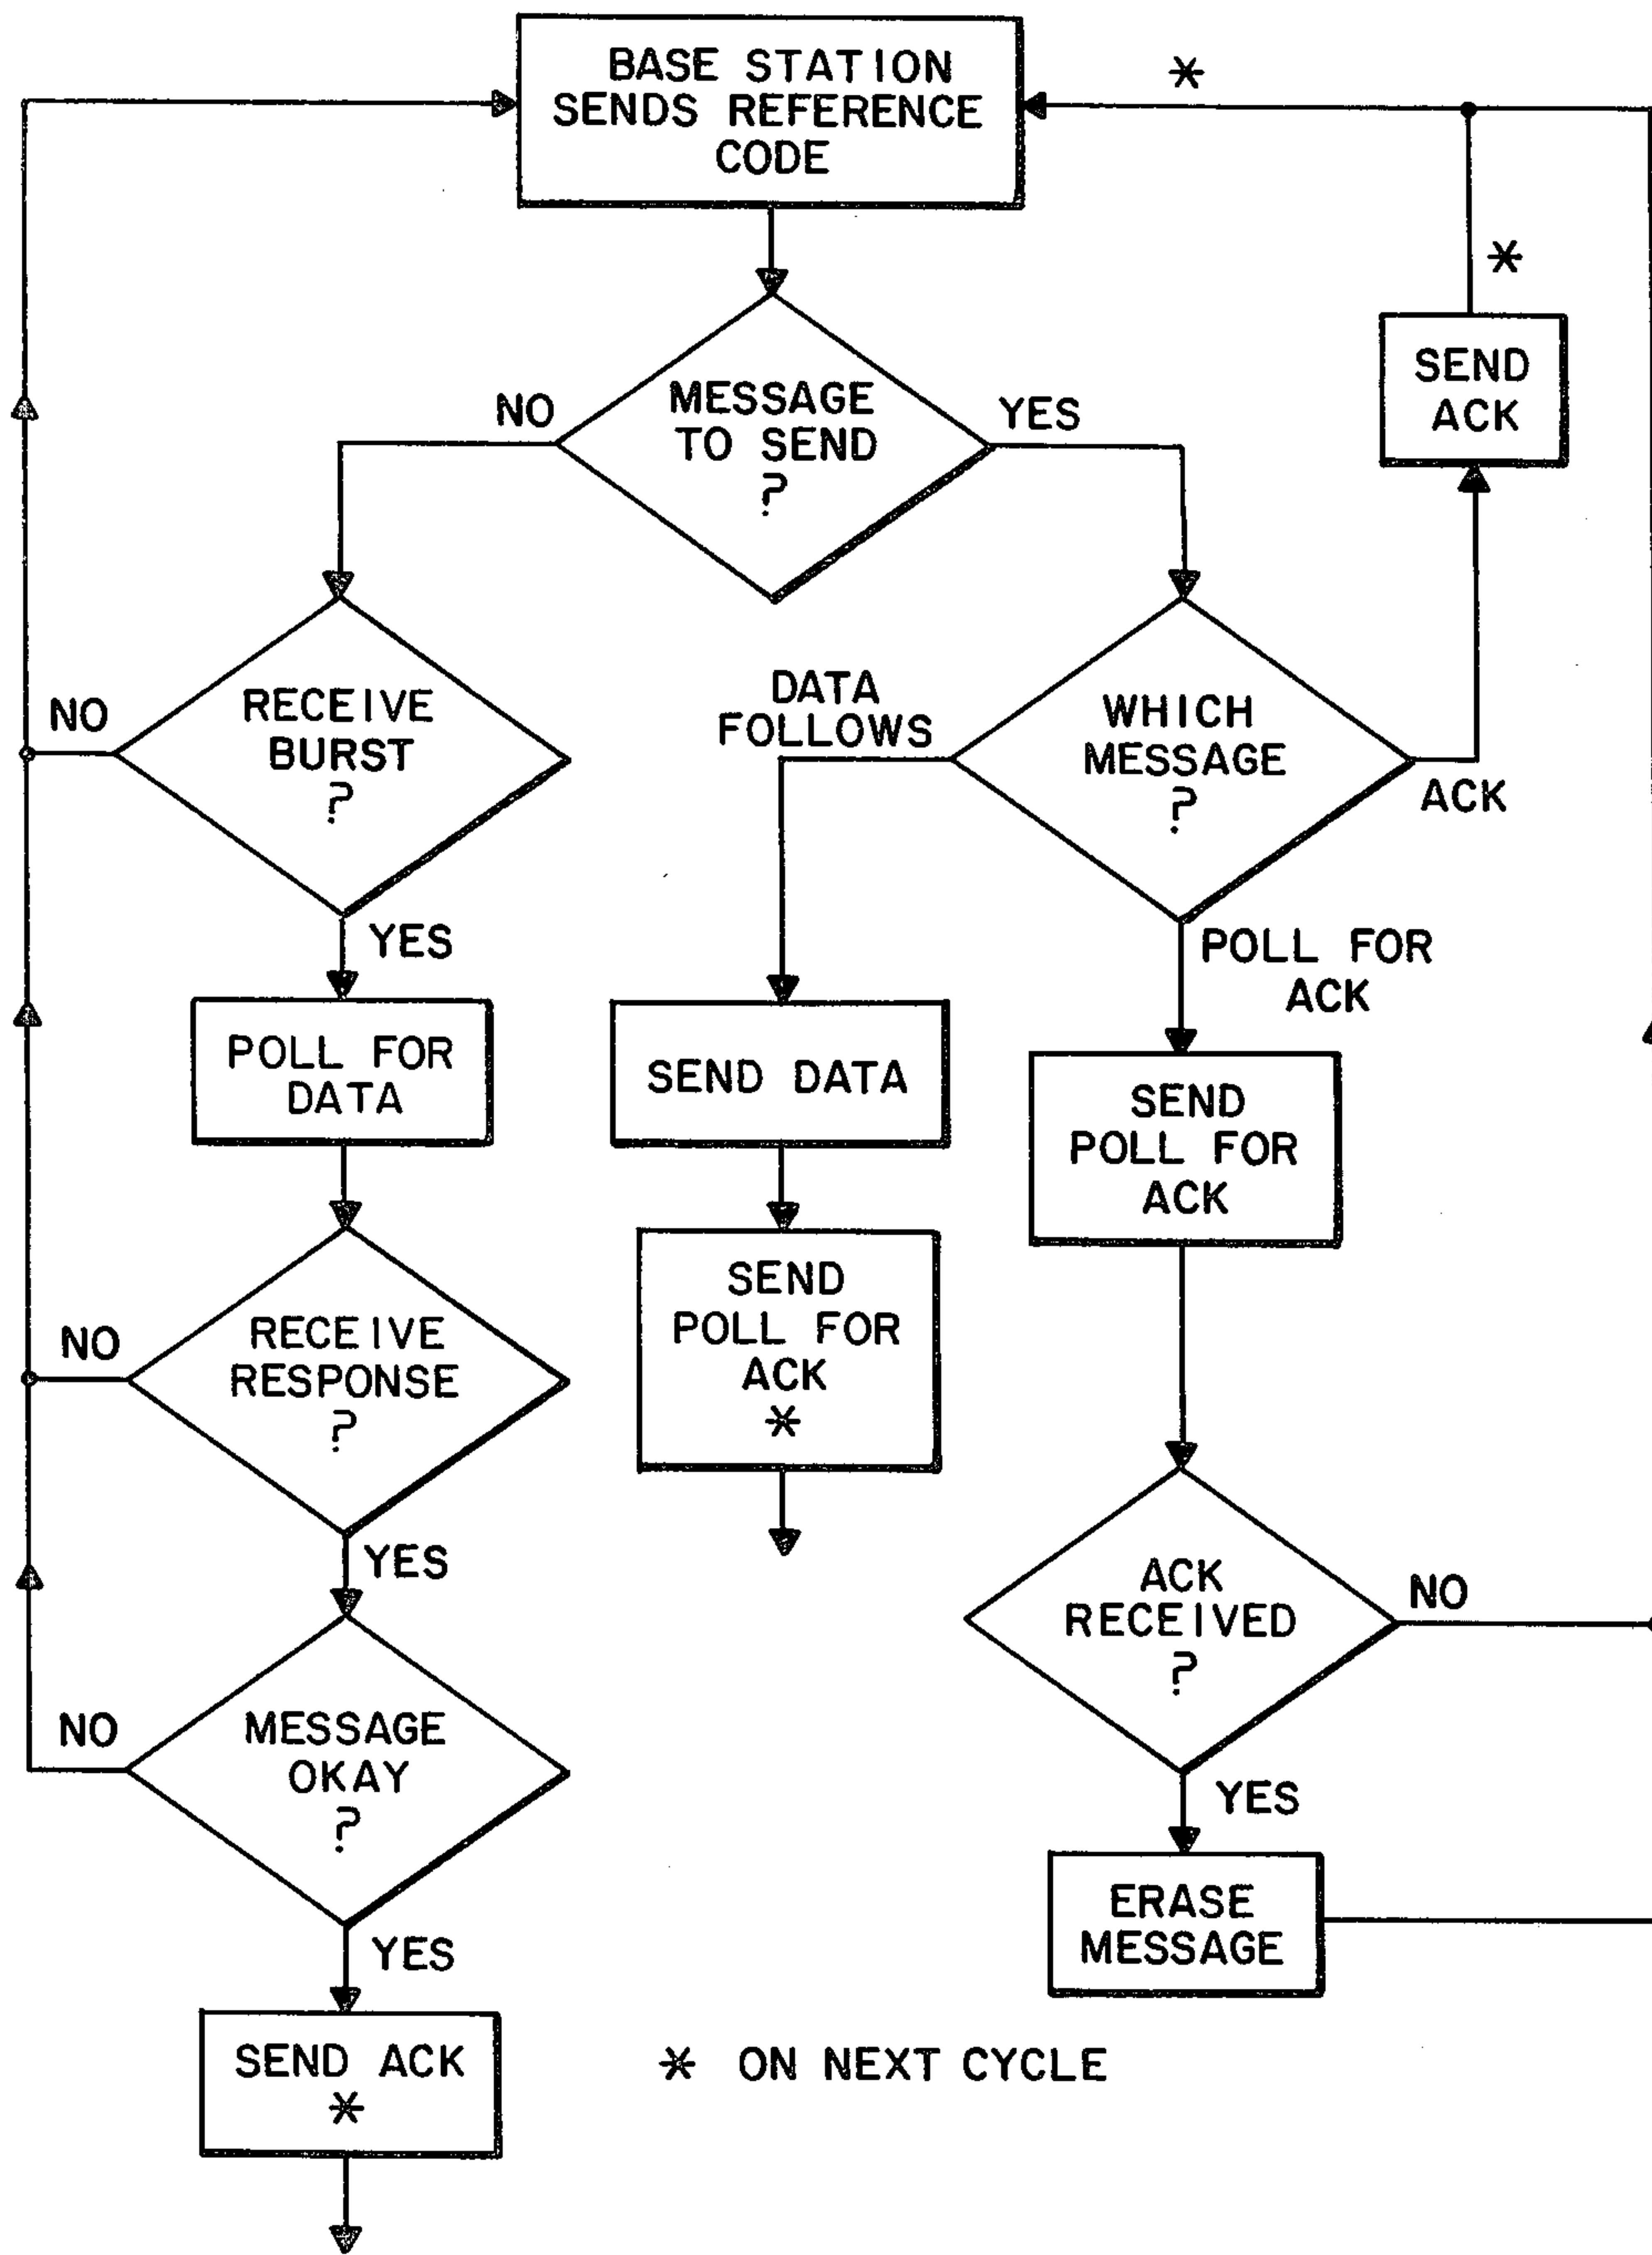 BASE STATION
SENDS REFERENCE
CODE
*
*
SEND
ACK
MESSAGE
TO SEND
?
NO
YES
RECEIVE
BURST
?
NO
YES
DATA
FOLLOWS
WHICH
MESSAGE
?
ACK
POLL FOR
ACK
POLL FOR
DATA
SEND DATA
SEND
POLL FOR
ACK
RECEIVE
RESPONSE
?
NO
YES
SEND
POLL FOR
ACK
*
ACK
RECEIVED
?
NO
YES
MESSAGE
OKAY
?
NO
YES
ERASE
MESSAGE
SEND ACK
*
* ON NEXT CYCLE